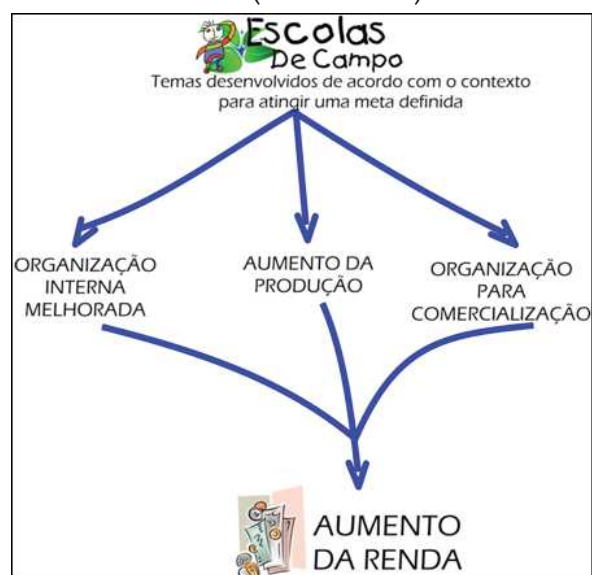 Escolas
De Campo
Temas desenvolvidos de acordo com o contexto
para atingir uma meta definida
ORGANIZAÇÃO
INTERNA
MELHORADA
AUMENTO DA
PRODUÇÃO
ORGANIZAÇÃO
PARA
COMERCIALIZAÇÃO
AUMENTO
DA RENDA